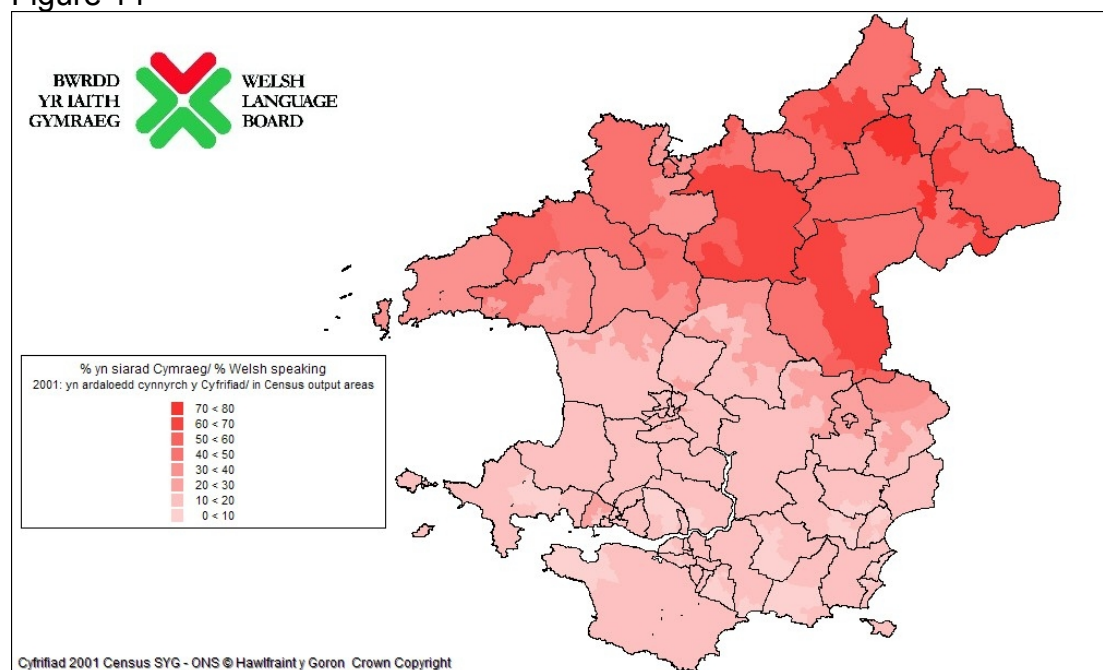 BWRDD
YR IAITH
GYMRAEG
WELSH
LANGUAGE
BOARD
% yn siarad Cymraeg/ % Welsh speaking
2001: yn ardaloedd cynnyrch y Cyfrifiad/ in Census output areas
70 < 80
60 < 70
50 < 60
40 < 50
30 < 40
20 < 30
10 < 20
0 < 10
Cyfrifiad 2001 Census SYG - ONS © Hawlfraint y Goron Crown Copyright